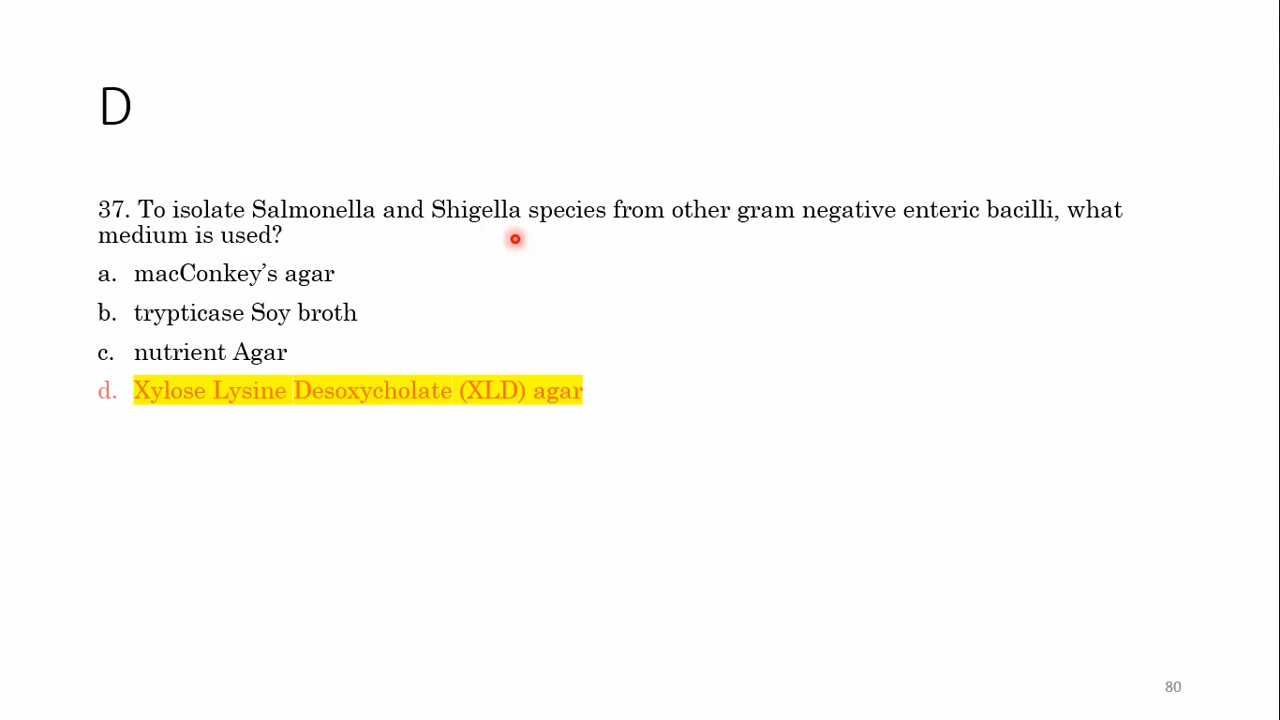 D
37. To isolate Salmonella and Shigella species from other gram negative enteric bacilli, what
medium is used?
a. macConkey’s agar
b. trypticase Soy broth
c. nutrient Agar
d. Xylose Lysine Desoxycholate (XLD) agar
80